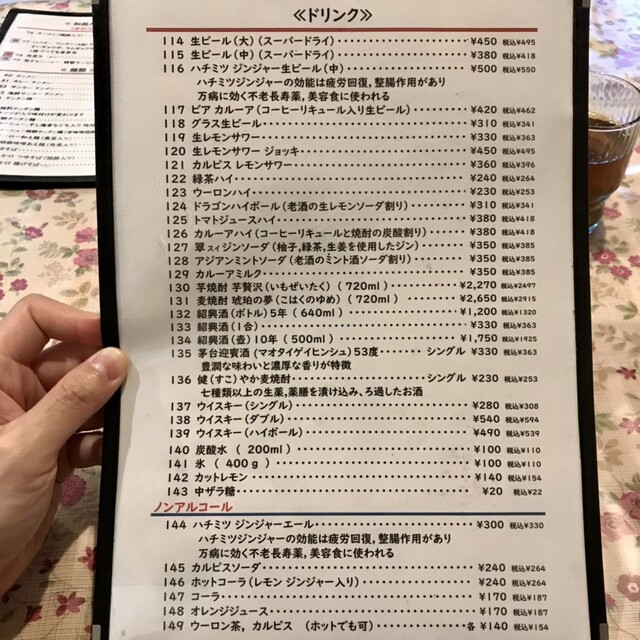 ≪ドリンク≫
114 生ビール(大)(スーパードライ) ¥450 税込¥495
115 生ビール(中)(スーパードライ) ¥380 税込¥418
116 ハチミツ ジンジャー生ビール(中) ¥500 税込¥550
ハチミツジンジャーの効能は疲労回復,整腸作用があり
万病に効く不老長寿薬,美容食に使われる
117 ビア カルーア(コーヒーリキュール入り生ビール) ¥420 税込¥462
118 グラス生ビール ¥310 税込¥341
119 生レモンサワー ¥330 税込¥363
120 生レモンサワー ジョッキ ¥450 税込¥495
121 カルピス レモンサワー ¥360 税込¥396
122 緑茶ハイ ¥240 税込¥264
123 ウーロンハイ ¥230 税込¥253
124 ドラゴンハイボール(老酒の生レモンソーダ割り) ¥310 税込¥341
125 トマトジュースハイ ¥380 税込¥418
126 カルーアハイ(コーヒーリキュールと焼酎の炭酸割り) ¥380 税込¥418
127 翠スィジンソーダ(柚子,緑茶,生姜を使用したジン) ¥350 税込¥385
128 アジアンミントソーダ(老酒のミント酒ソーダ割り) ¥350 税込¥385
129 カルーアミルク ¥350 税込¥385
130 芋焼酎 芋贅沢(いもぜいたく)(720ml) ¥2,270 税込¥2497
131 麦焼酎 琥珀の夢(こはくのゆめ)(720ml) ¥2,650 税込¥2915
132 紹興酒(ボトル)5年(640ml) ¥1,200 税込¥1320
133 紹興酒(1合) ¥330 税込¥363
134 紹興酒(壺)10年(500ml) ¥1,750 税込¥1925
135 茅台迎賓酒(マオタイゲイヒンシュ)53度 シングル ¥330 税込¥363
豊潤な味わいと濃厚な香りが特徴
136 健(すこ)やか麦焼酎 シングル ¥230 税込¥253
七種類以上の生薬,薬膳を漬け込み、ろ過したお酒
137 ウイスキー(シングル) ¥280 税込¥308
138 ウイスキー(ダブル) ¥540 税込¥594
139 ウイスキー(ハイボール) ¥490 税込¥539
140 炭酸水(200ml) ¥100 税込¥110
141 氷(400g) ¥100 税込¥110
142 カットレモン ¥140 税込¥154
143 中ザラ糖 ¥20 税込¥22
ノンアルコール
144 ハチミツ ジンジャーエール ¥300 税込¥330
ハチミツジンジャーの効能は疲労回復,整腸作用があり
万病に効く不老長寿薬,美容食に使われる
145 カルピスソーダ ¥240 税込¥264
146 ホットコーラ(レモン ジンジャー入り) ¥240 税込¥264
147 コーラ ¥170 税込¥187
148 オレンジジュース ¥170 税込¥187
149 ウーロン茶,カルピス (ホットでも可) 各 ¥140 税込¥154